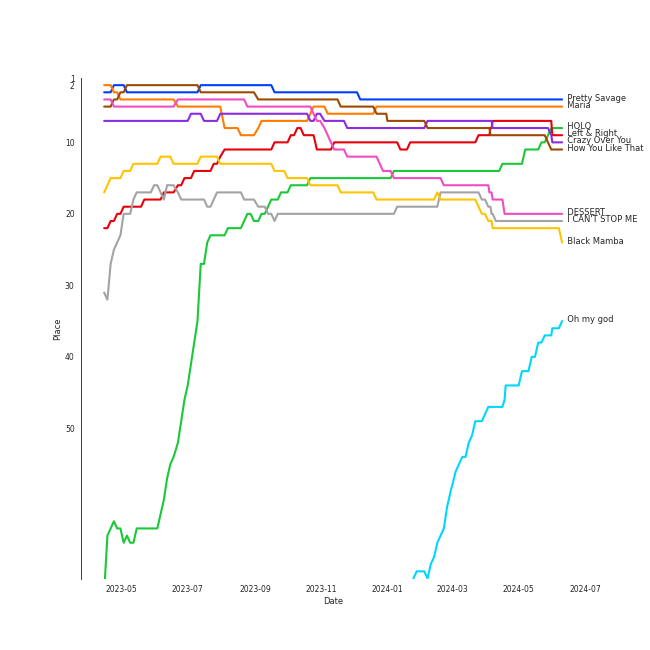 1
2
10
20
30
40
50
Place
Pretty Savage
Maria
HOLO
Left & Right
Crazy Over You
How You Like That
DESSERT
I CAN'T STOP ME
Black Mamba
Oh my god
2023-05 2023-07 2023-09 2023-11 2024-01 2024-03 2024-05 2024-07
Date